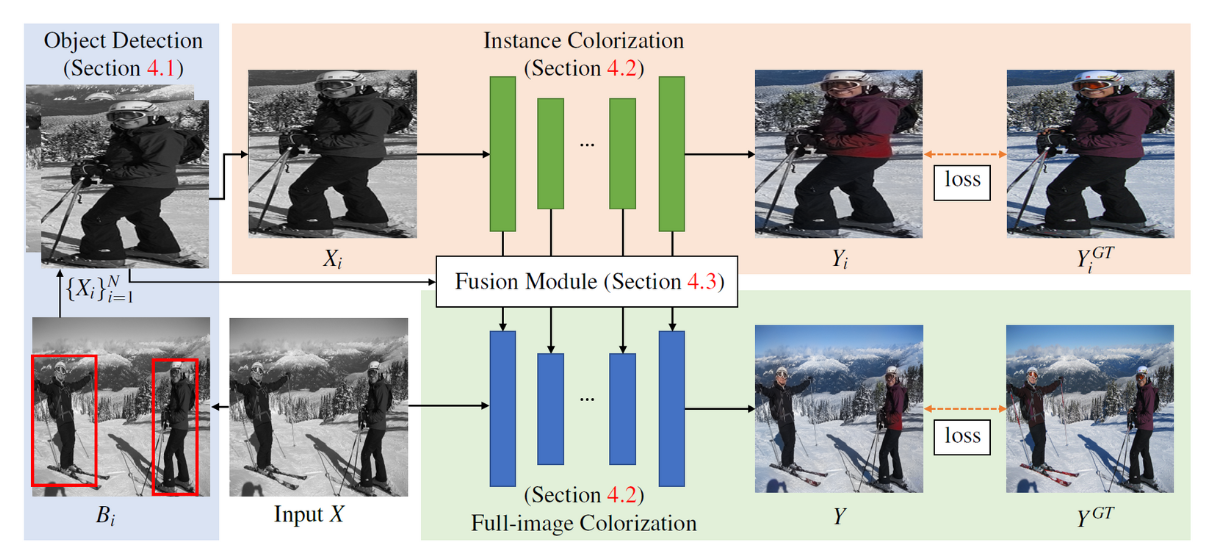 Object Detection
(Section 4.1)
Instance Colorization
(Section 4.2)
...
loss
X_i
Y_i
Y_i^{GT}
{X_i}_{i=1}^N
Fusion Module (Section 4.3)
...
loss
(Section 4.2)
Full-image Colorization
B_i
Input X
Y
Y^{GT}